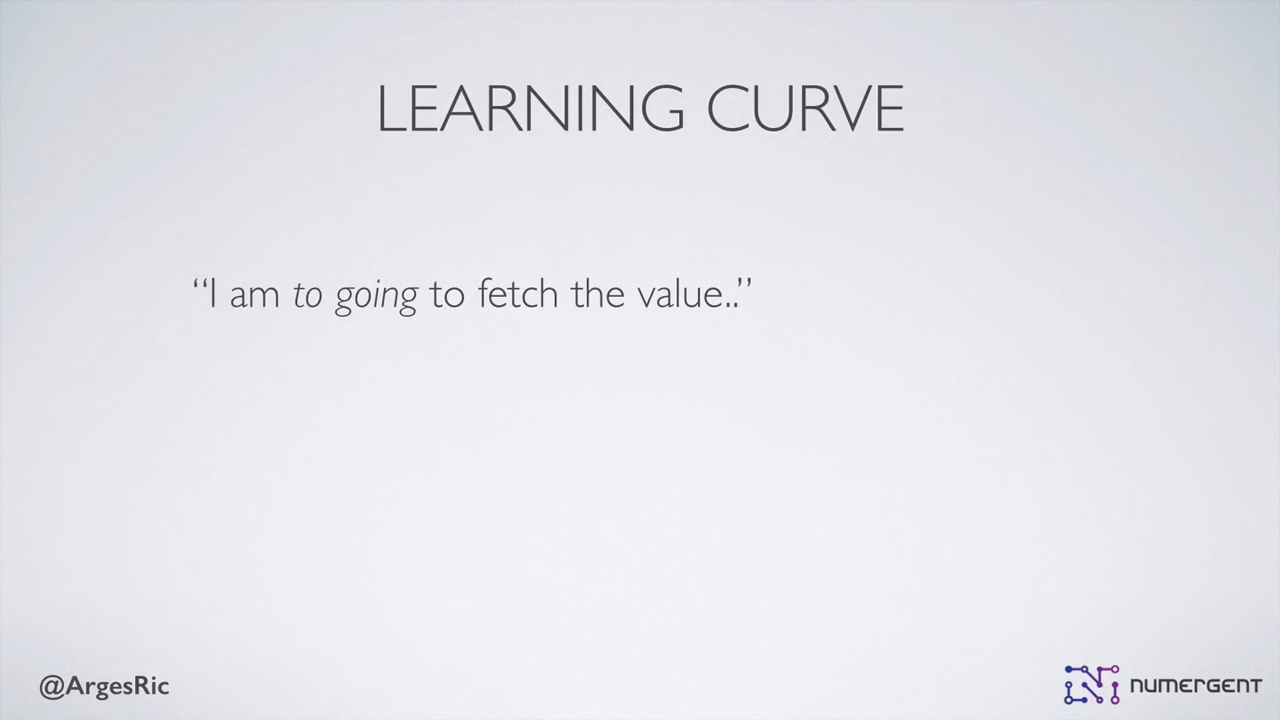 LEARNING CURVE
“I am to going to fetch the value..”
@ArgesRic
NUMERGENT